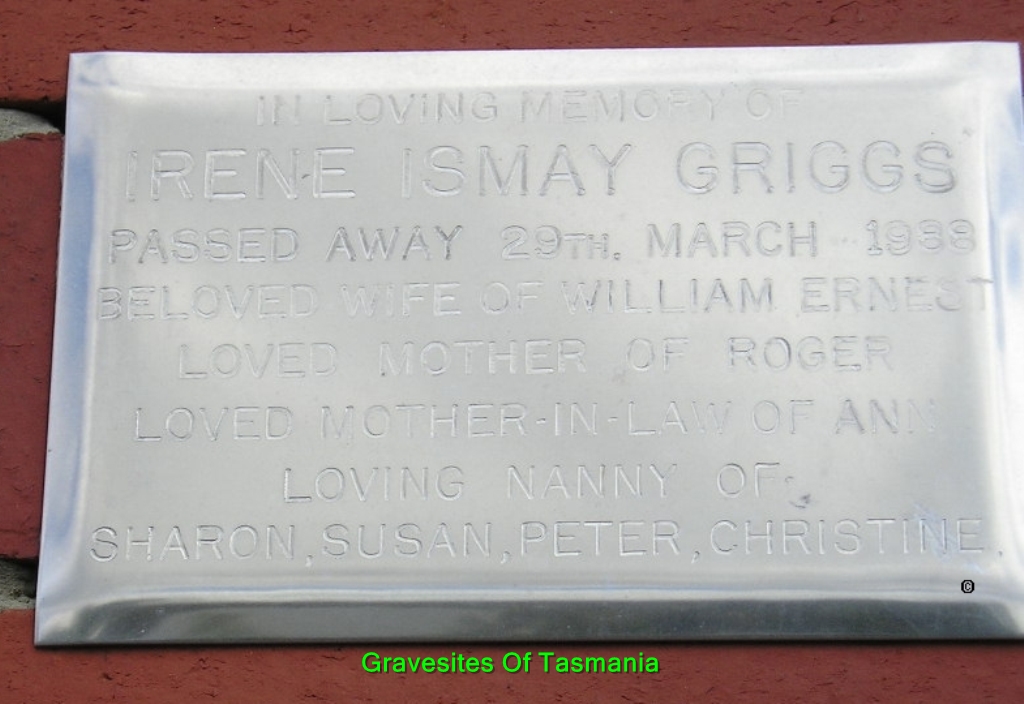 IN LOVING MEMORY OF
IRENE ISMAY GRIGGS
PASSED AWAY 29TH. MARCH 1988
BELOVED WIFE OF WILLIAM ERNEST
LOVED MOTHER OF ROGER
LOVED MOTHER-IN-LAW OF ANN
LOVING NANNY OF:
SHARON, SUSAN, PETER, CHRISTINE.
©
Gravesites Of Tasmania